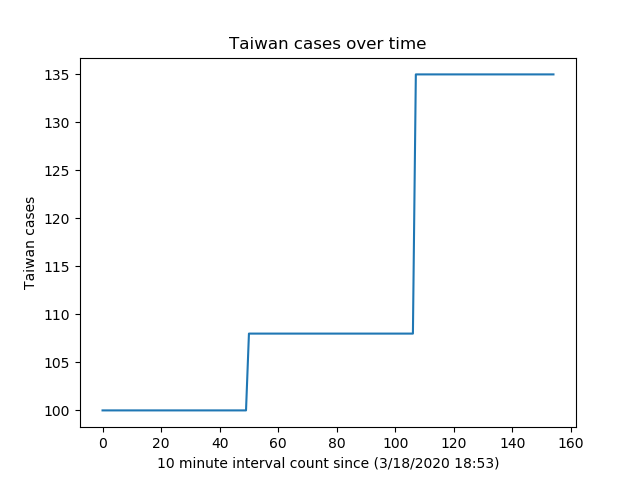 Taiwan cases over time
135
130
125
120
115
110
105
100
Taiwan cases
0 20 40 60 80 100 120 140 160
10 minute interval count since (3/18/2020 18:53)